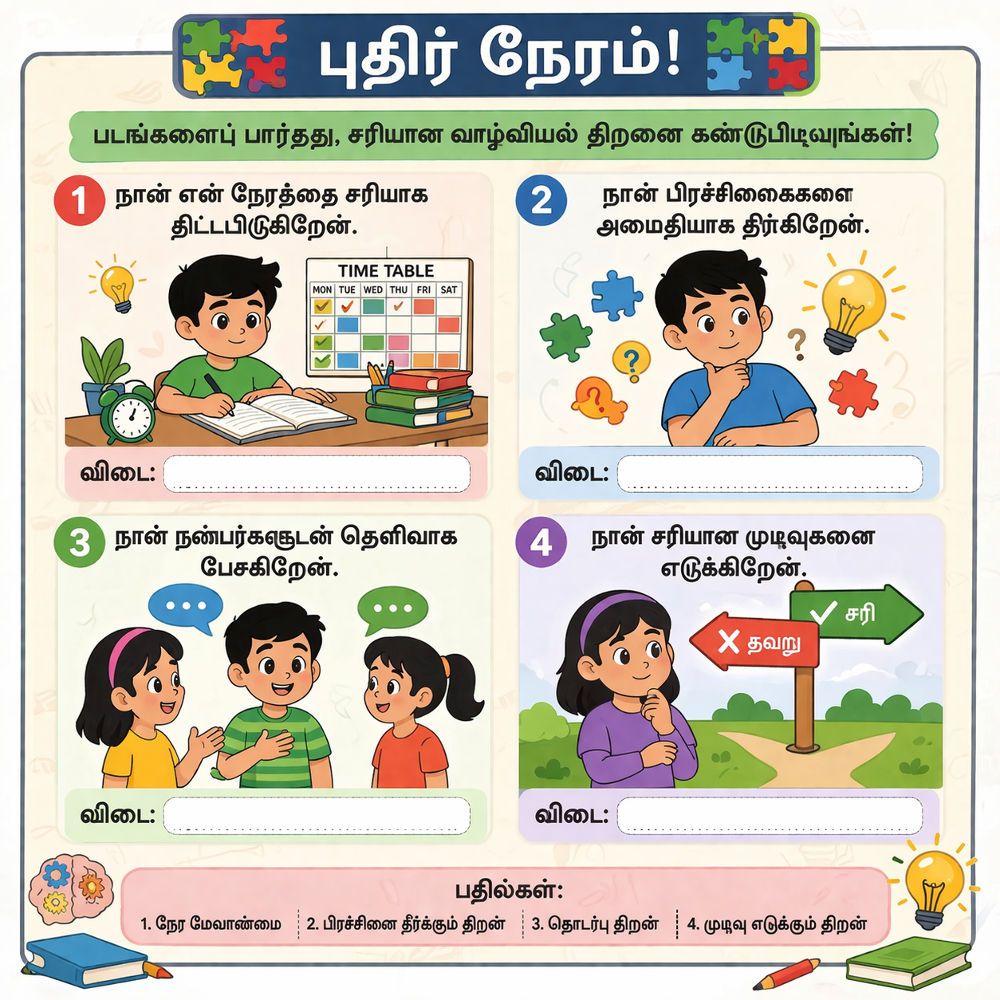 புதிர் நேரம்!
படங்களைப் பார்தது, சரியான வாழ்வியல் திறனை கண்டுபிடிவுங்கள்!
1
நான் என் நேரத்தை சரியாக
திட்டபிடுகிறேன்.
TIME TABLE
MON TUE WED THU FRI SAT
விடை:
2
நான் பிரச்சிலைகைகளை
அமைதியாக திர்கிறேன்.
?
?
?
விடை:
3
நான் நண்பர்களுடன் தெளிவாக
பேசகிறேன்.
விடை:
4
நான் சரியான முடிவுகனை
எடுக்கிறேன்.
சரி
தவறு
விடை:
பதில்கள்:
1. நேர மேவாண்மை 2. பிரச்சினை தீர்க்கும் திறன் 3. தொடர்பு திறன் 4. முடிவு எடுக்கும் திறன்